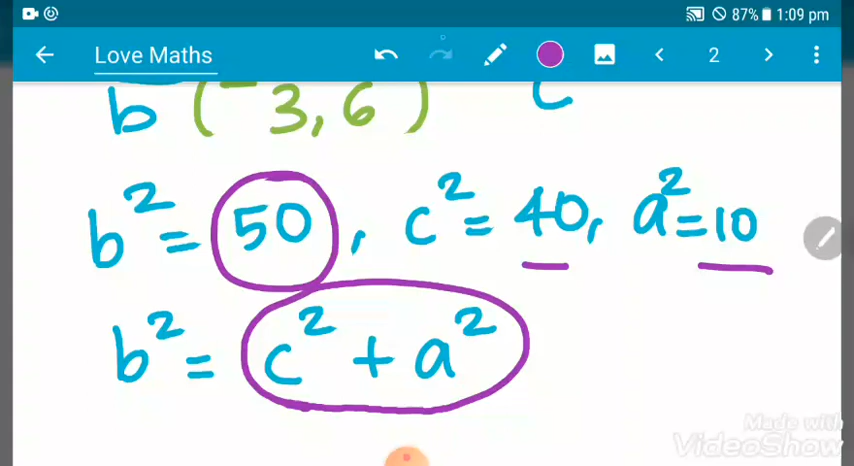 87% 1:09 pm
Love Maths 2
b (-3, 6) c
b² = 50, c² = 40, a² = 10
b² = c² + a²
Made with
VideoShow